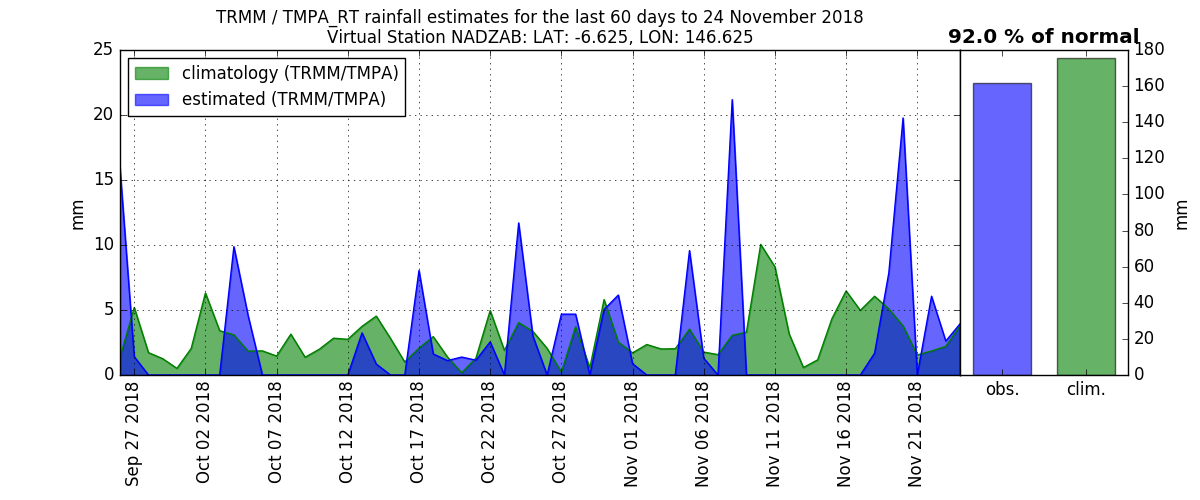 TRMM / TMPA_RT rainfall estimates for the last 60 days to 24 November 2018
Virtual Station NADZAB: LAT: -6.625, LON: 146.625
92.0 % of normal
climatology (TRMM/TMPA)
estimated (TRMM/TMPA)
mm
25
20
15
10
5
0
Sep 27 2018
Oct 02 2018
Oct 07 2018
Oct 12 2018
Oct 17 2018
Oct 22 2018
Oct 27 2018
Nov 01 2018
Nov 06 2018
Nov 11 2018
Nov 16 2018
Nov 21 2018
180
160
140
120
100
80
60
40
20
0
mm
obs.
clim.